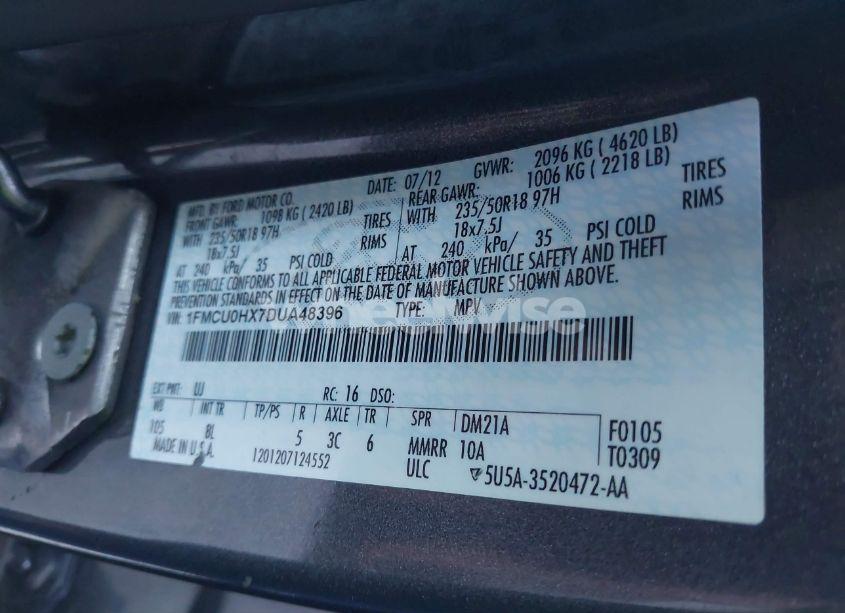 MFD. BY FORD MOTOR CO. DATE: 07/12 GVWR: 2096 KG ( 4620 LB)
FRONT GAWR: 1098 KG ( 2420 LB) REAR GAWR: 1006 KG ( 2218 LB)
WITH 235/50R18 97H TIRES WITH 235/50R18 97H TIRES
18x7.5J RIMS 18x7.5J RIMS
AT 240 kPa/ 35 PSI COLD AT 240 kPa/ 35 PSI COLD
THIS VEHICLE CONFORMS TO ALL APPLICABLE FEDERAL MOTOR VEHICLE SAFETY AND THEFT
PREVENTION STANDARDS IN EFFECT ON THE DATE OF MANUFACTURE SHOWN ABOVE.
VIN: 1FMCU0HX7DUA48396 TYPE: MPV
EXT PNT: UJ RC: 16 DSO:
WB INT TR TP/PS R AXLE TR SPR DM21A F0105
105 8L 5 3C 6 MMRR 10A T0309
MADE IN U.S.A. 1201207124552 ULC 5U5A-3520472-AA